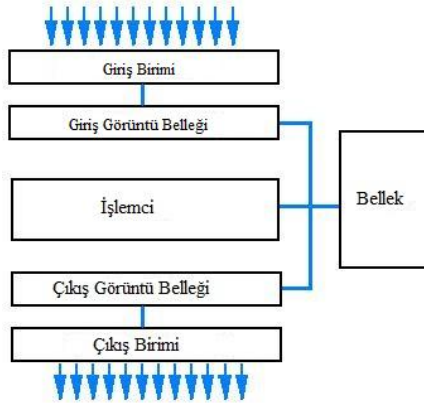 Giriş Birimi
Giriş Görüntü Belleği
İşlemci
Bellek
Çıkış Görüntü Belleği
Çıkış Birimi